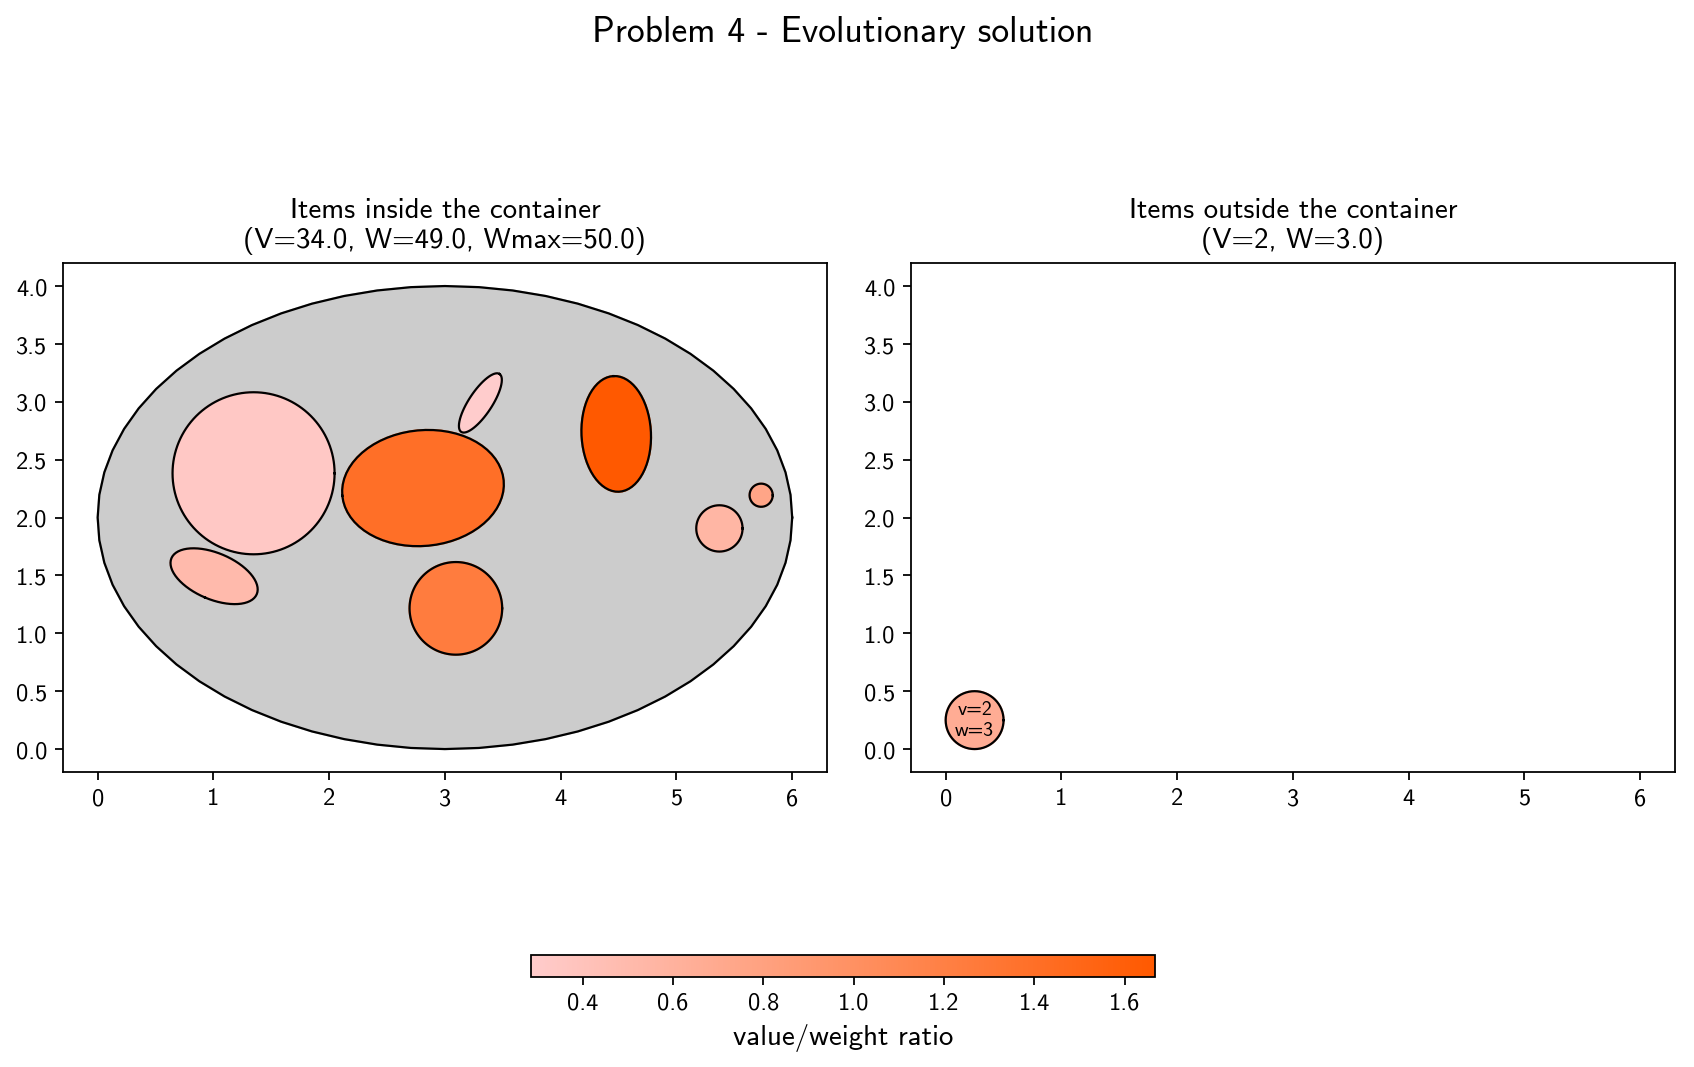 Problem 4 - Evolutionary solution
Items inside the container
(V=34.0, W=49.0, Wmax=50.0)
4.0
3.5
3.0
2.5
2.0
1.5
1.0
0.5
0.0
0 1 2 3 4 5 6
Items outside the container
(V=2, W=3.0)
4.0
3.5
3.0
2.5
2.0
1.5
1.0
0.5
0.0
v=2
w=3
0 1 2 3 4 5 6
0.4 0.6 0.8 1.0 1.2 1.4 1.6
value/weight ratio